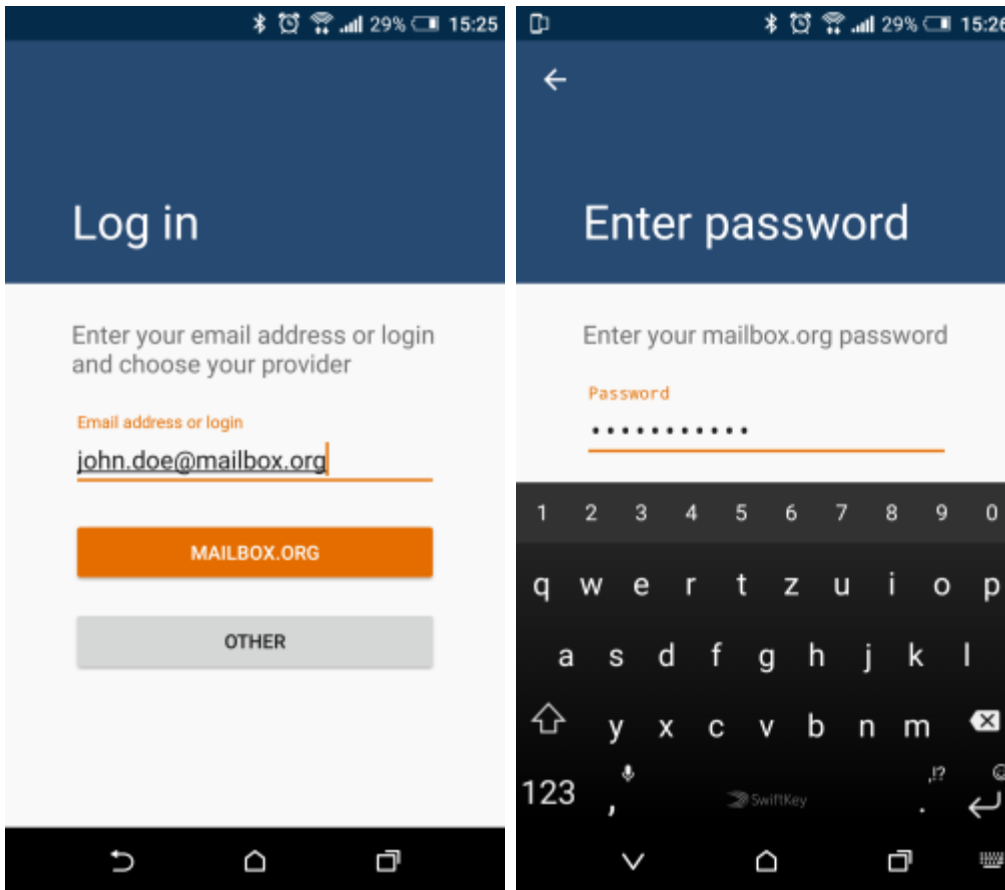 29% 15:25
Log in
Enter your email address or login
and choose your provider
Email address or login
john.doe@mailbox.org
MAILBOX.ORG
OTHER
29% 15:26
Enter password
Enter your mailbox.org password
Password
•••••••••••
1 2 3 4 5 6 7 8 9 0
q w e r t z u i o p
a s d f g h j k l
y x c v b n m
123 , SwiftKey . ,!?